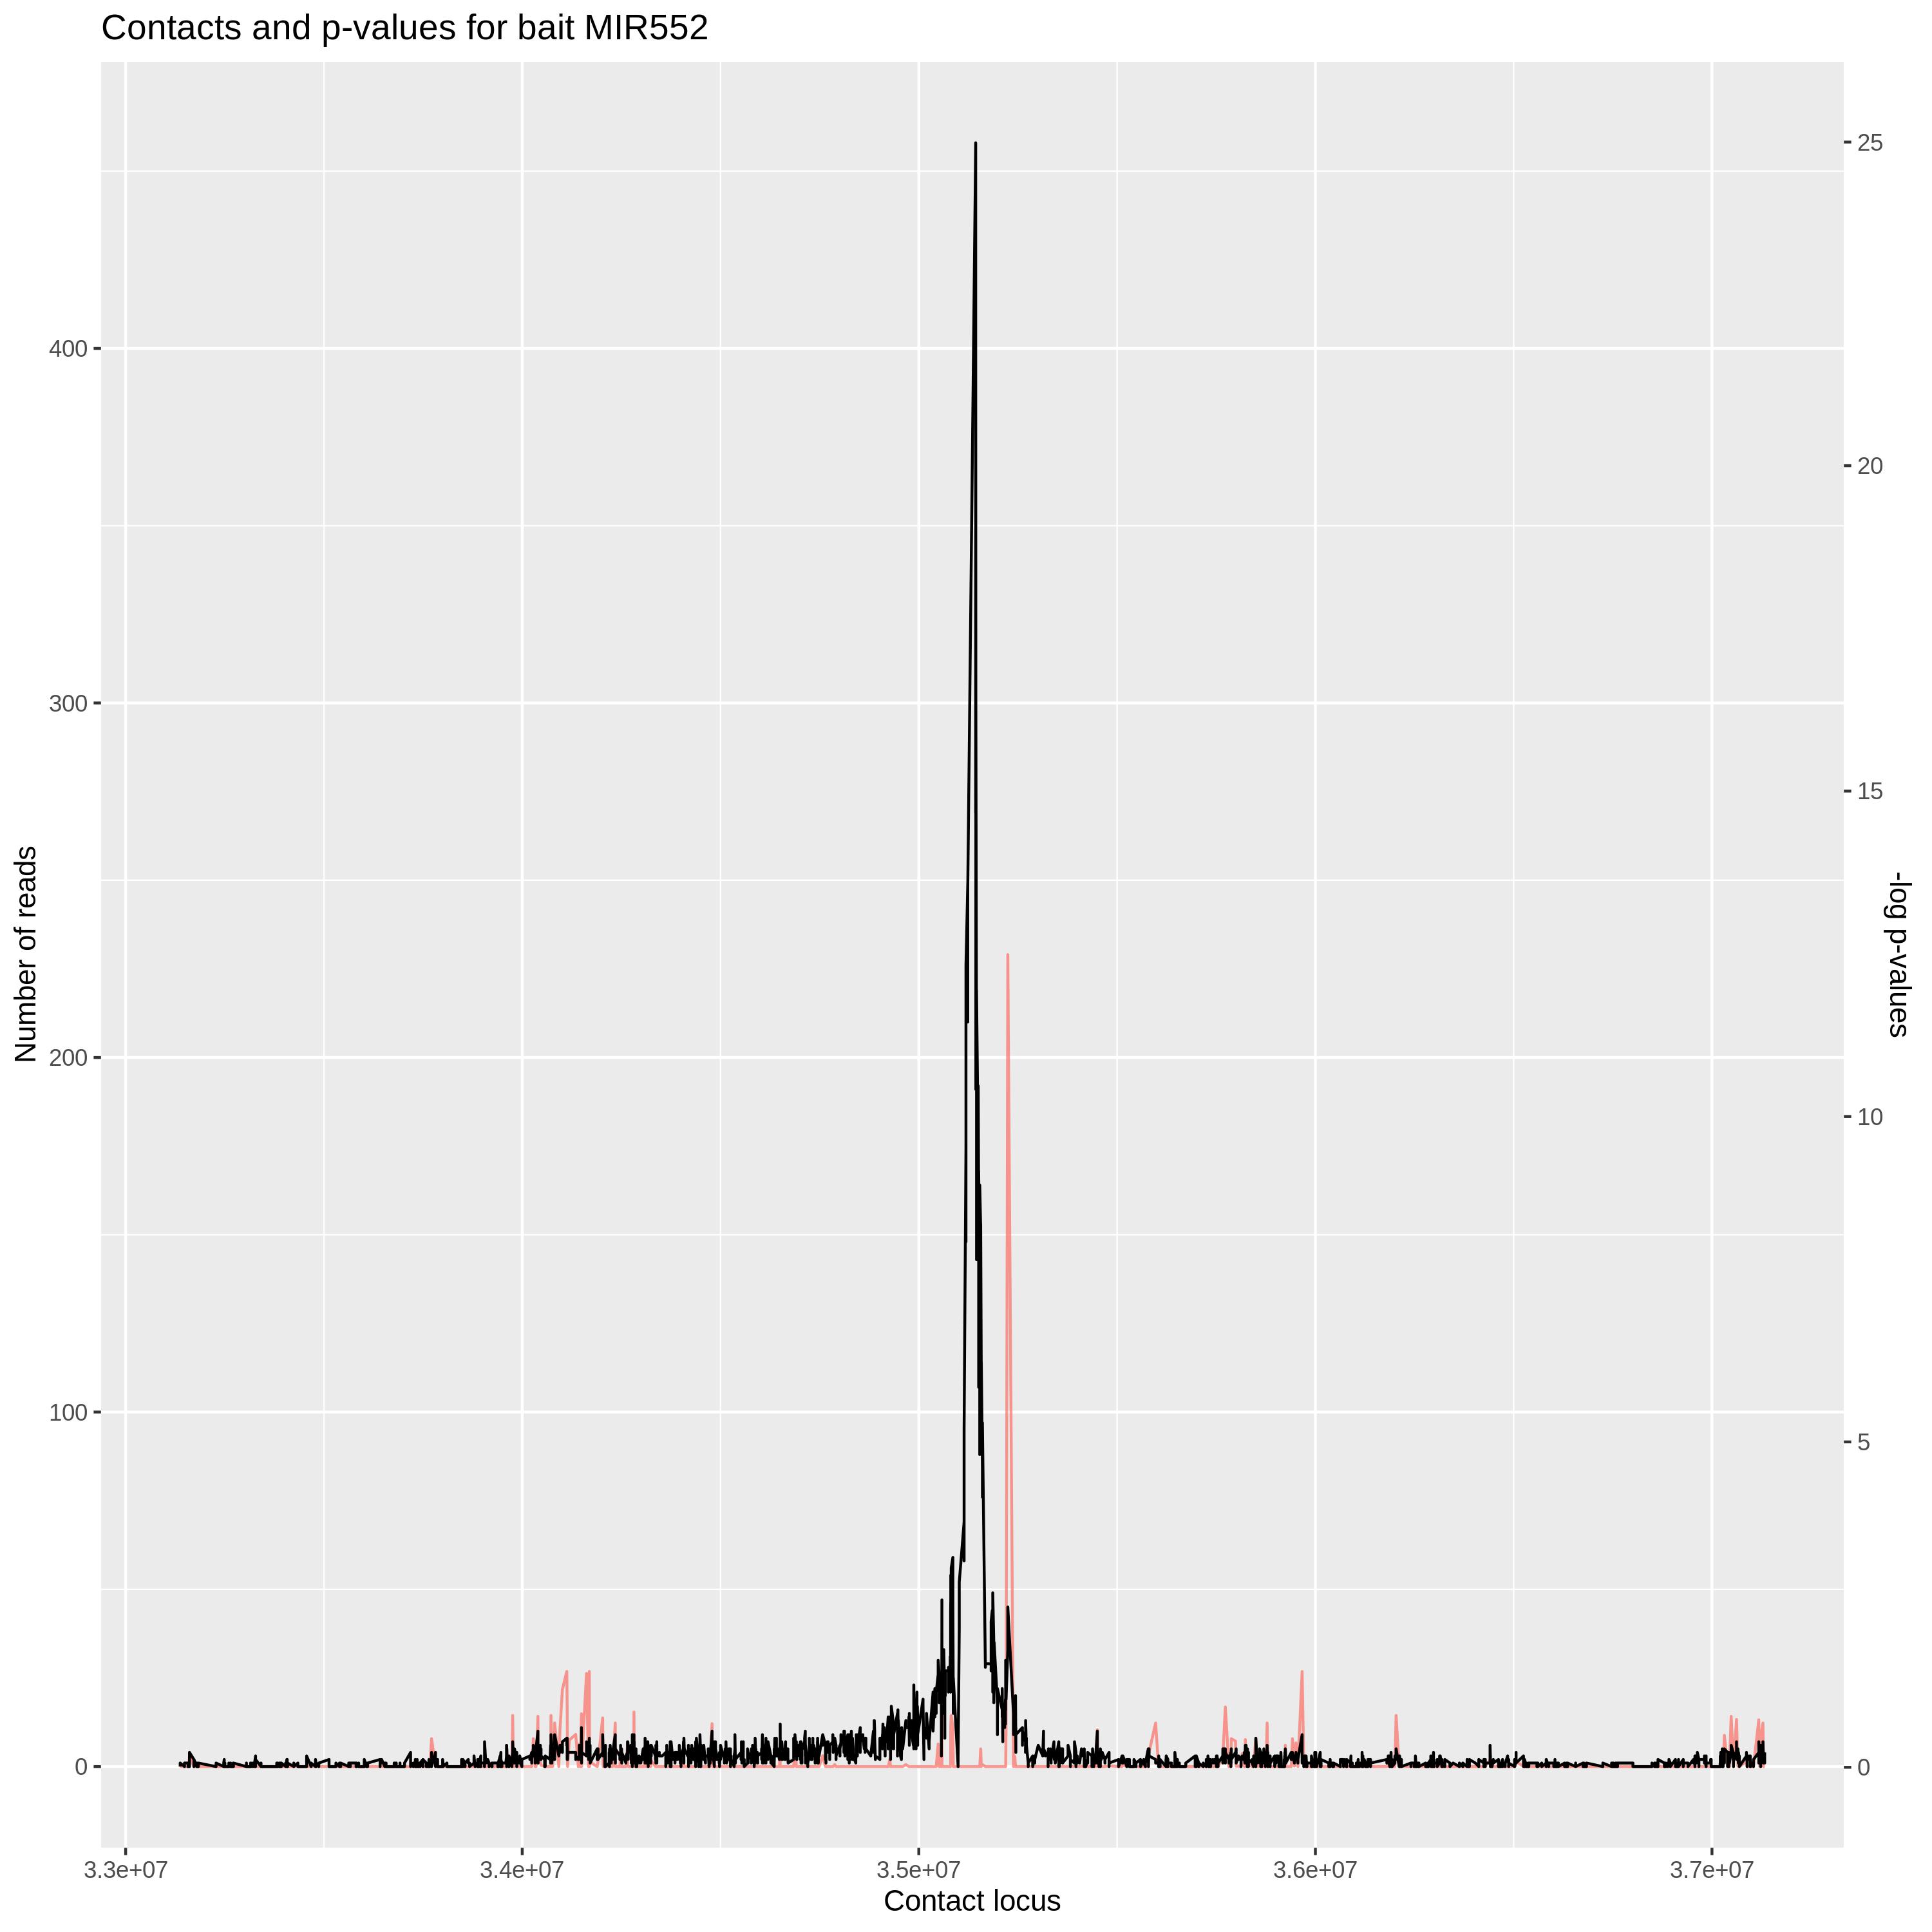 Contacts and p-values for bait MIR552
400
300
200
100
0
Number of reads
25
20
15
10
5
0
-log p-values
3.3e+07
3.4e+07
3.5e+07
3.6e+07
3.7e+07
Contact locus